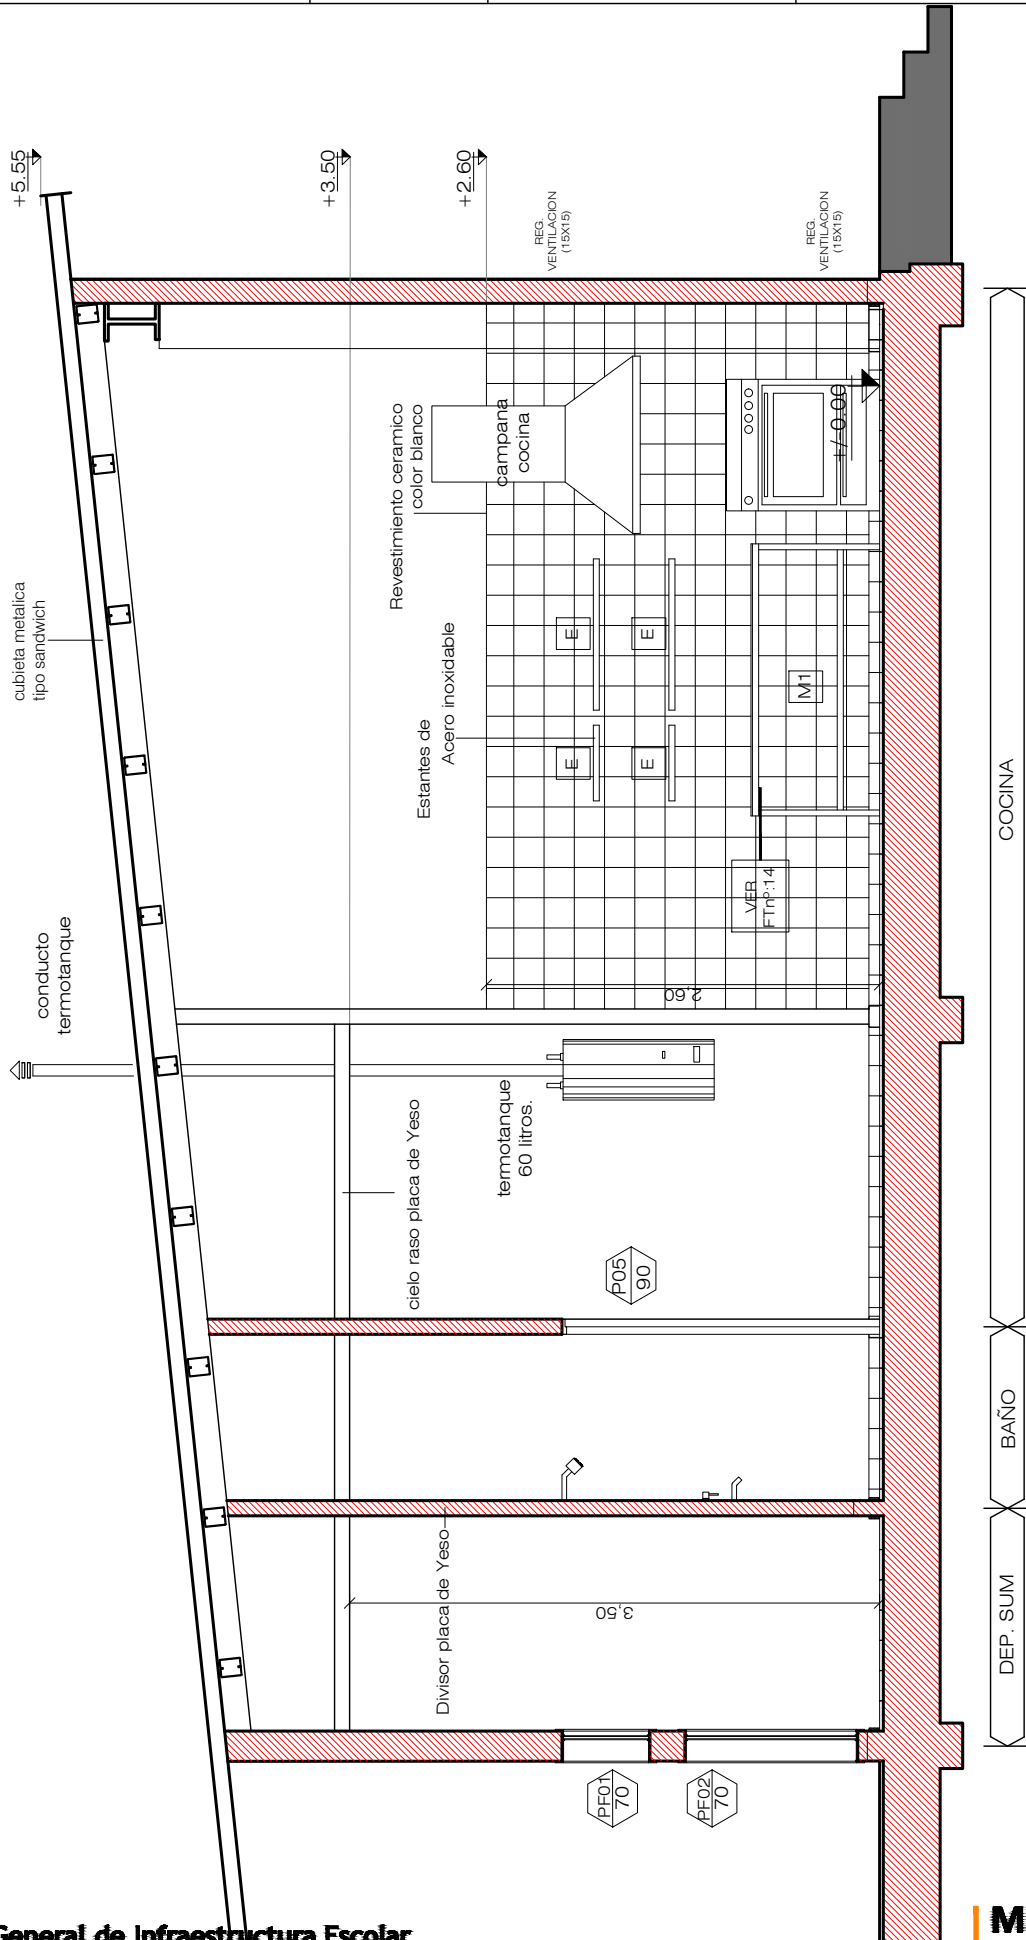 +5.55
+3.50
+2.60
REG.
VENTILACION
(15X15)
REG.
VENTILACION
(15X15)
cubieta metalica
tipo sandwich
Revestimiento ceramico
color blanco
campana
cocina
+/ 0.00
Estantes de
Acero inoxidable
E
E
E
E
M1
VER
FTnº:14
2,60
conducto
termotanque
termotanque
60 litros.
cielo raso placa de Yeso
P05
90
Divisor placa de Yeso
3,50
PF01
70
PF02
70
COCINA
BAÑO
DEP. SUM
General de Infraestructura Escolar
M